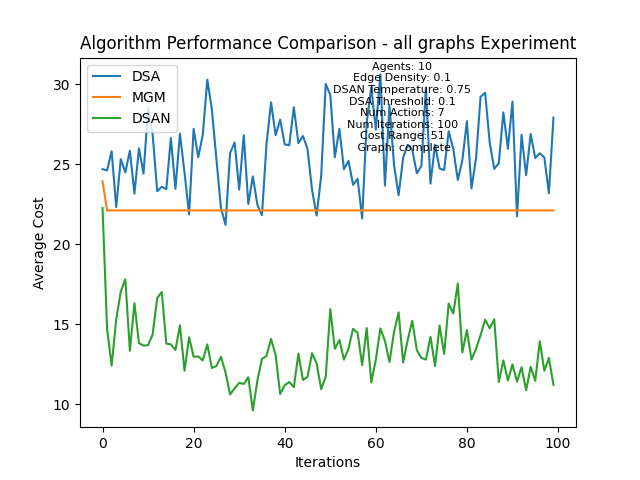 Algorithm Performance Comparison - all graphs Experiment
DSA
MGM
DSAN
Agents: 10
Edge Density: 0.1
DSAN Temperature: 0.75
DSA Threshold: 0.1
Num Actions: 7
Num Iterations: 100
Cost Range: 51
Graph: complete
Average Cost
30
25
20
15
10
0 20 40 60 80 100
Iterations